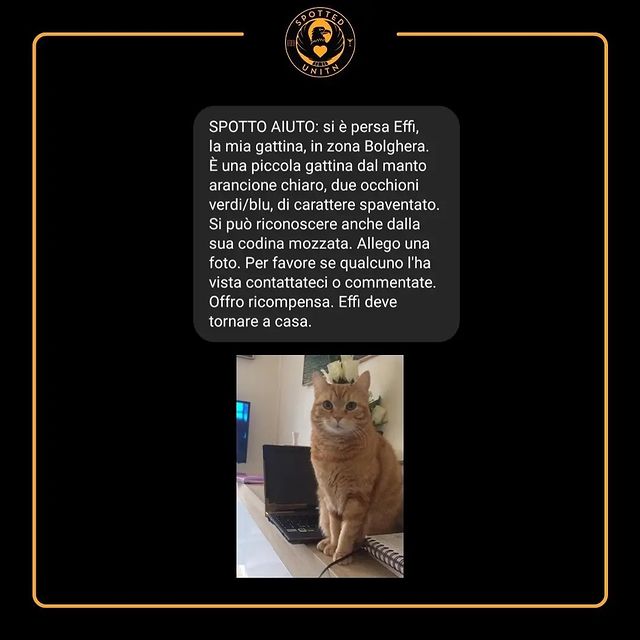 SPOTTED
UNITN
SPOTTO AIUTO: si è persa Effi,
la mia gattina, in zona Bolghera.
È una piccola gattina dal manto
arancione chiaro, due occhioni
verdi/blu, di carattere spaventato.
Si può riconoscere anche dalla
sua codina mozzata. Allego una
foto. Per favore se qualcuno l'ha
vista contattateci o commentate.
Offro ricompensa. Effi deve
tornare a casa.